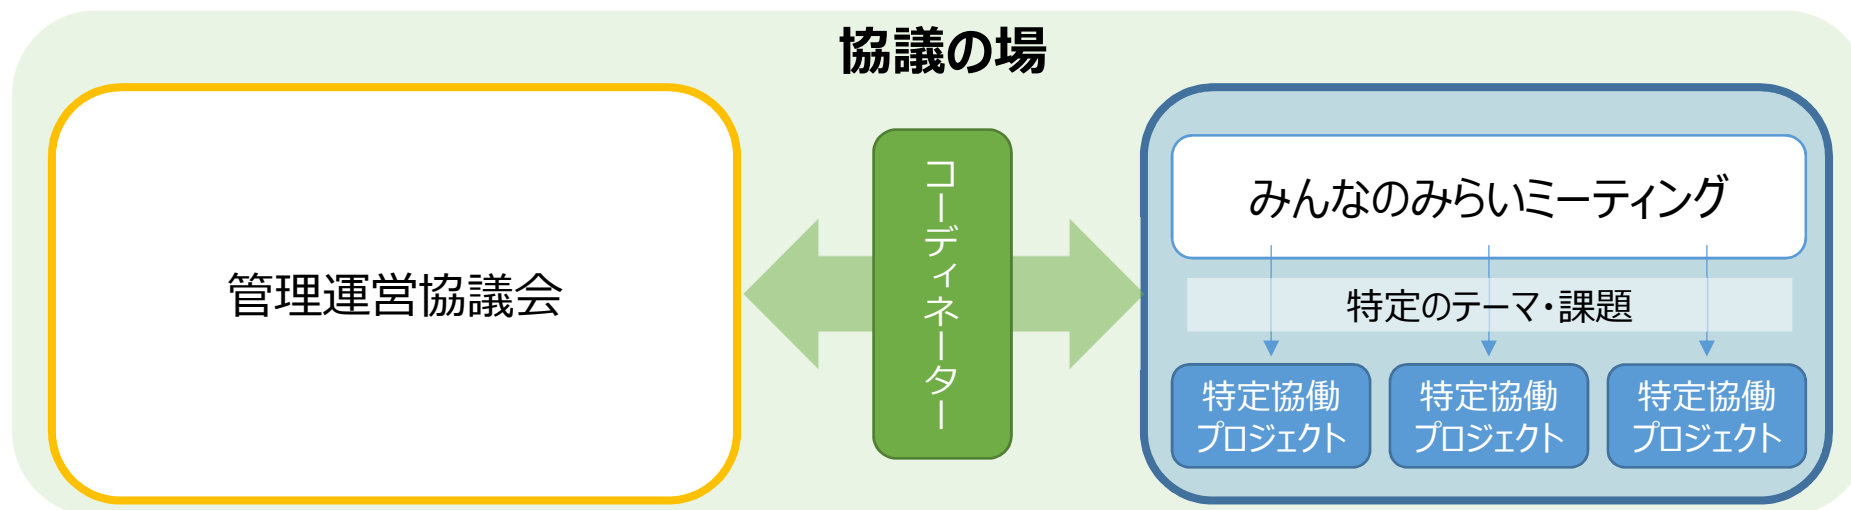 協議の場
管理運営協議会
コーディネーター
みんなのみらいミーティング
特定のテーマ・課題
特定協働
プロジェクト
特定協働
プロジェクト
特定協働
プロジェクト